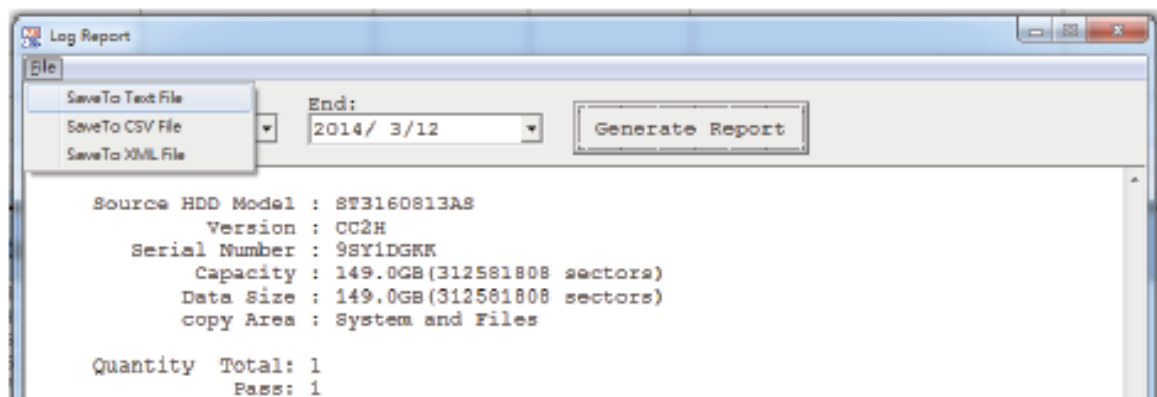 Log Report
File
SaveTo Text File
SaveTo CSV File
SaveTo XML File
End:
2014/ 3/12
Generate Report
Source HDD Model : ST3160813AS
Version : CC2H
Serial Number : 9SY1DGKK
Capacity : 149.0GB(312581808 sectors)
Data Size : 149.0GB(312581808 sectors)
copy Area : System and Files
Quantity Total: 1
Pass: 1